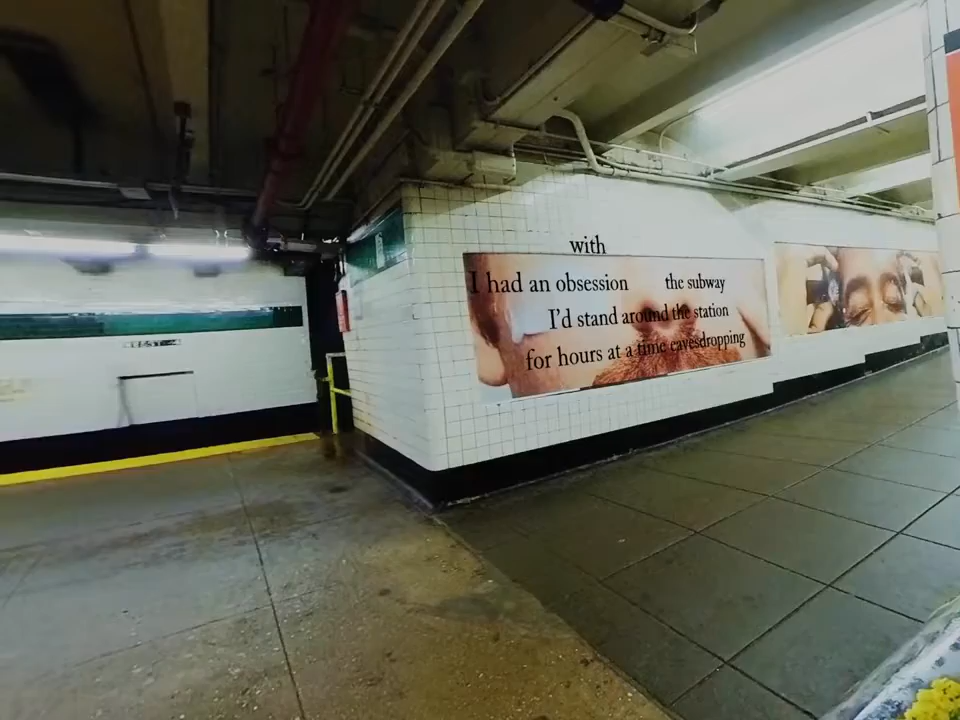 with
I had an obsession the subway
I'd stand around the station
for hours at a time eavesdropping